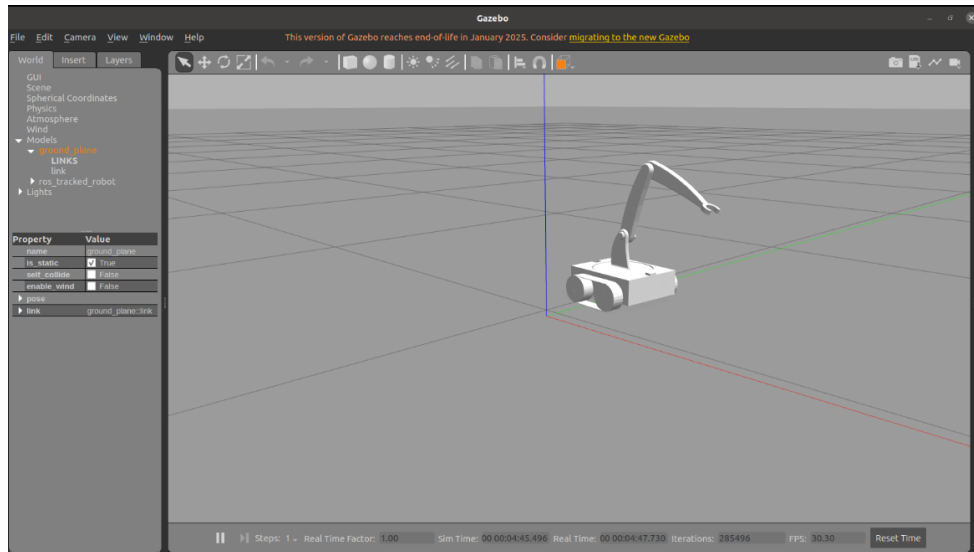 Gazebo
File Edit Camera View Window Help This version of Gazebo reaches end-of-life in January 2025. Consider migrating to the new Gazebo
World Insert Layers
GUI
Scene
Spherical Coordinates
Physics
Atmosphere
Wind
Models
ground_plane
LINKS
link
ros_tracked_robot
Lights
Property Value
name ground_plane
is_static True
self_collide False
enable_wind False
pose
link ground_plane::link
Steps: 1 Real Time Factor: 1.00 Sim Time: 00 00:04:45.496 Real Time: 00 00:04:47.730 Iterations: 285496 FPS: 30.30 Reset Time